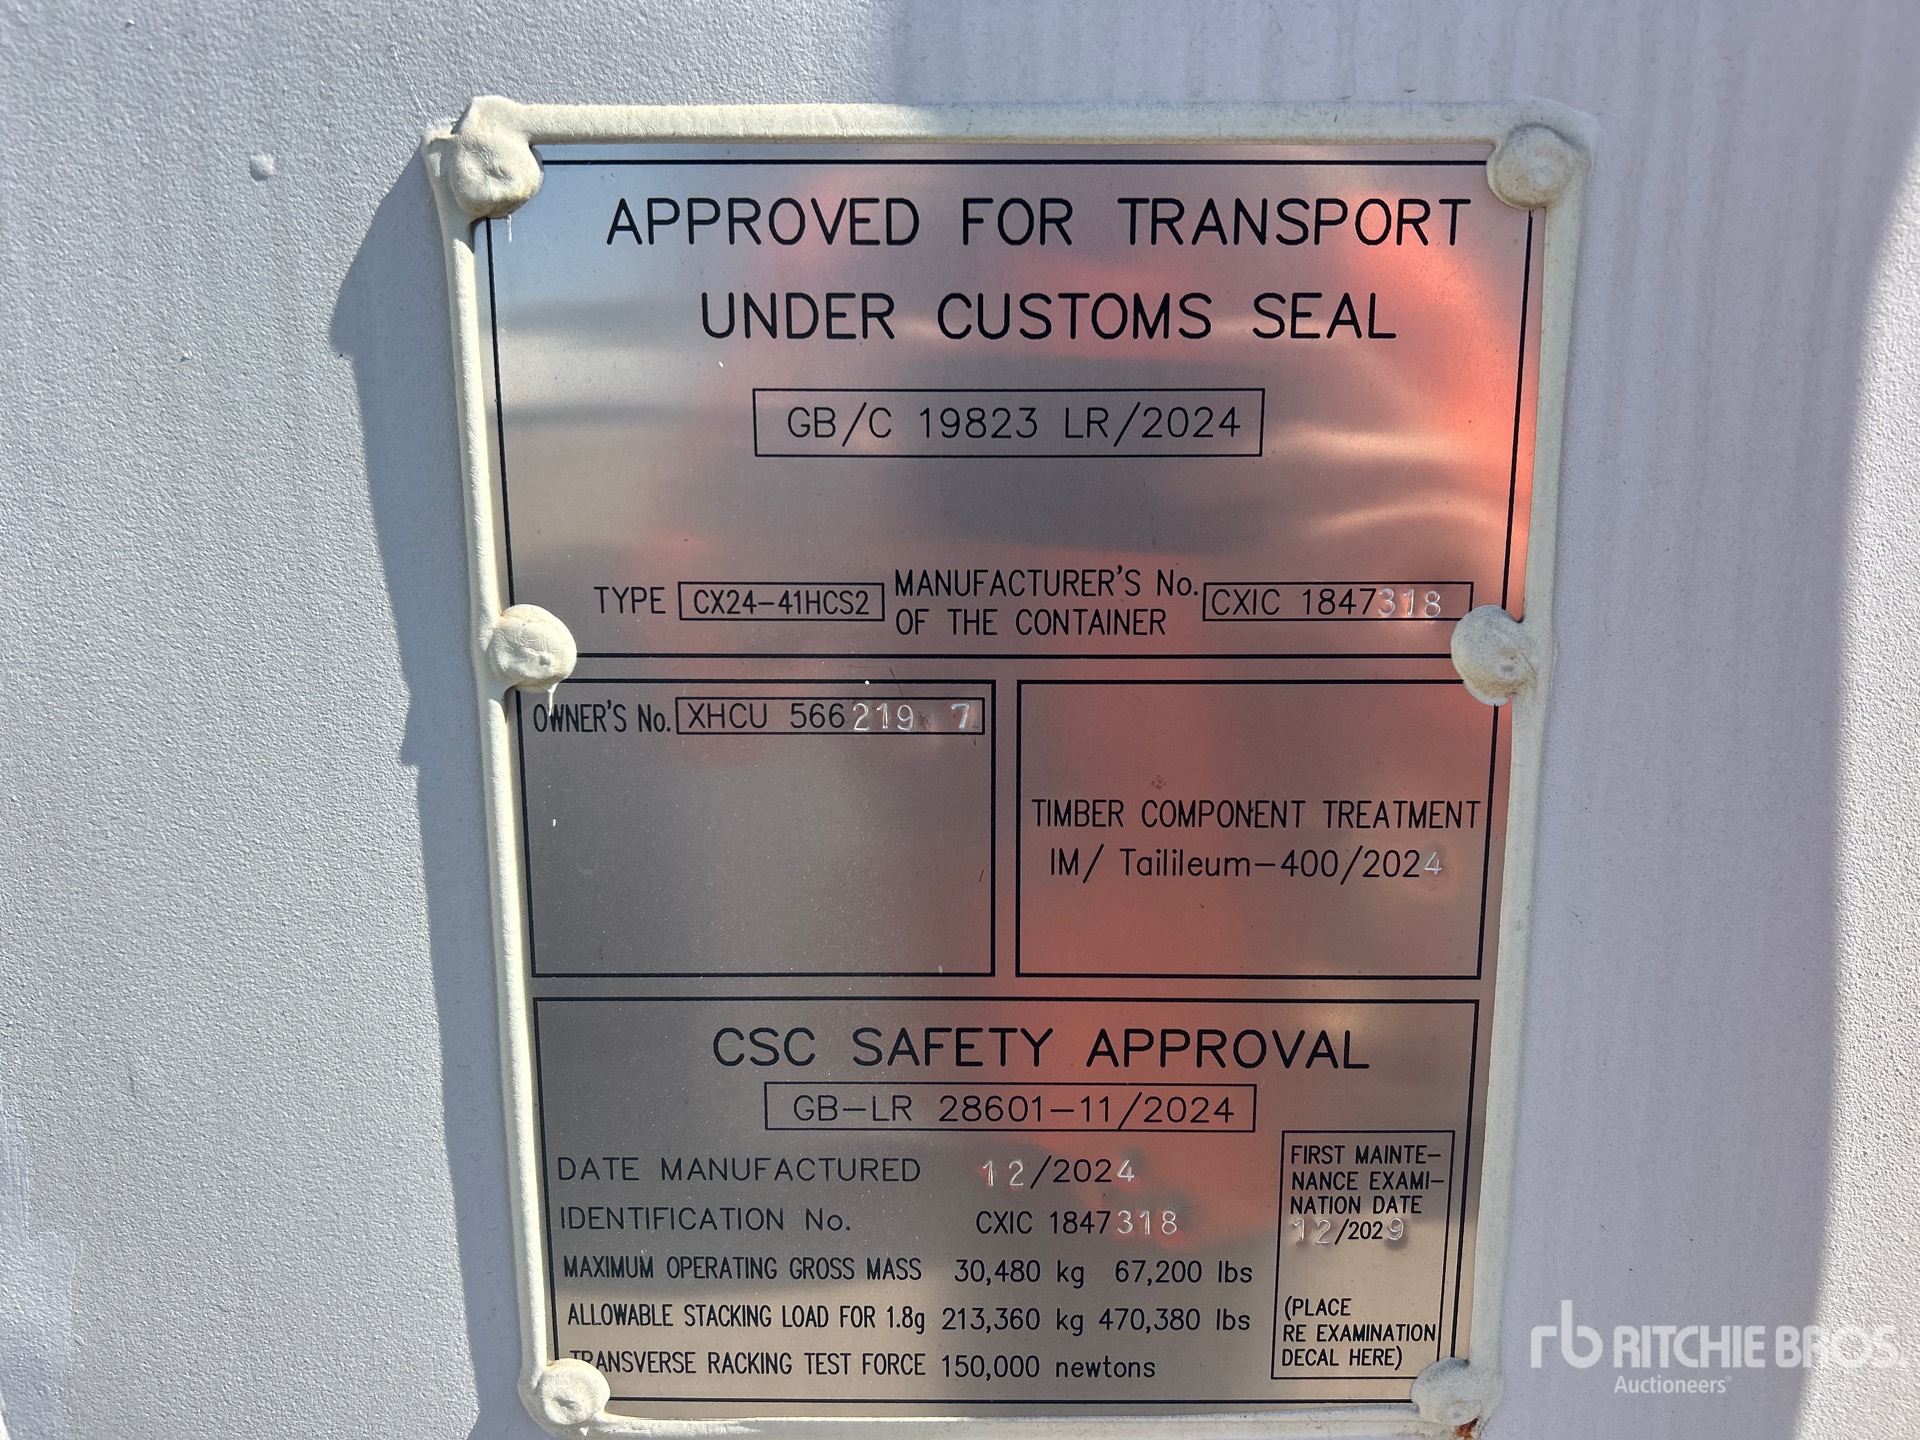 APPROVED FOR TRANSPORT
UNDER CUSTOMS SEAL
GB/C 19823 LR/2024
TYPE CX24-41HCS2 MANUFACTURER'S No. CXIC 1847318
OF THE CONTAINER
OWNER'S No. XHCU 566219 7
TIMBER COMPONENT TREATMENT
IM/ Tailileum-400/2024
CSC SAFETY APPROVAL
GB-LR 28601-11/2024
DATE MANUFACTURED 12/2024
IDENTIFICATION No. CXIC 1847318
MAXIMUM OPERATING GROSS MASS 30,480 kg 67,200 lbs
ALLOWABLE STACKING LOAD FOR 1.8g 213,360 kg 470,380 lbs
TRANSVERSE RACKING TEST FORCE 150,000 newtons
FIRST MAINTE-
NANCE EXAMI-
NATION DATE
12/2029
(PLACE
RE EXAMINATION
DECAL HERE)
rb RITCHIE BROS.
Auctioneers